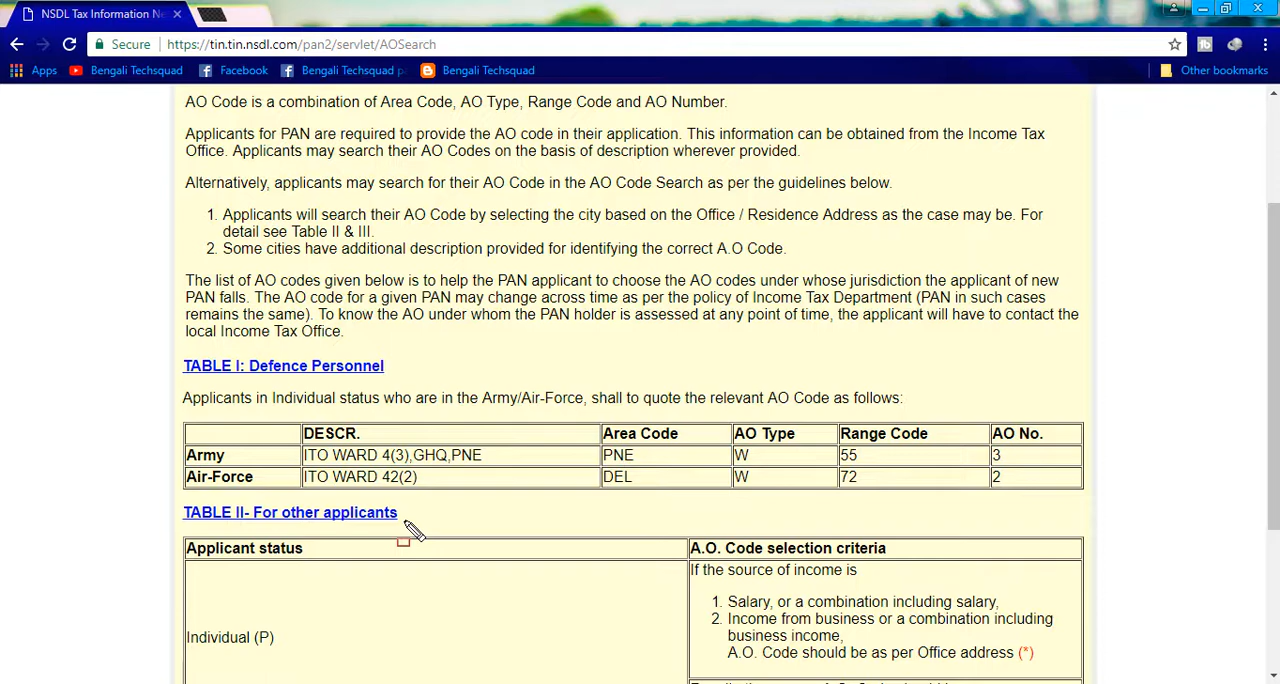 NSDL Tax Information Ne
Secure https://tin.tin.nsdl.com/pan2/servlet/AOSearch
Apps Bengali Techsquad Facebook Bengali Techsquad p Bengali Techsquad Other bookmarks
AO Code is a combination of Area Code, AO Type, Range Code and AO Number.
Applicants for PAN are required to provide the AO code in their application. This information can be obtained from the Income Tax
Office. Applicants may search their AO Codes on the basis of description wherever provided.
Alternatively, applicants may search for their AO Code in the AO Code Search as per the guidelines below.
1. Applicants will search their AO Code by selecting the city based on the Office / Residence Address as the case may be. For
detail see Table II & III.
2. Some cities have additional description provided for identifying the correct A.O Code.
The list of AO codes given below is to help the PAN applicant to choose the AO codes under whose jurisdiction the applicant of new
PAN falls. The AO code for a given PAN may change across time as per the policy of Income Tax Department (PAN in such cases
remains the same). To know the AO under whom the PAN holder is assessed at any point of time, the applicant will have to contact the
local Income Tax Office.
TABLE I: Defence Personnel
Applicants in Individual status who are in the Army/Air-Force, shall to quote the relevant AO Code as follows:
DESCR. Area Code AO Type Range Code AO No.
Army ITO WARD 4(3),GHQ,PNE PNE W 55 3
Air-Force ITO WARD 42(2) DEL W 72 2
TABLE II- For other applicants
Applicant status A.O. Code selection criteria
If the source of income is
1. Salary, or a combination including salary,
2. Income from business or a combination including
business income,
Individual (P)
A.O. Code should be as per Office address (*)